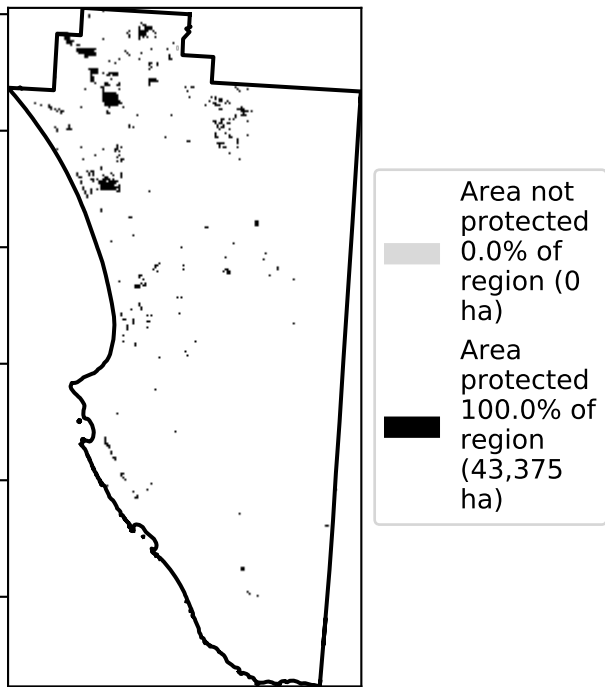 Area not
protected
0.0% of
region (0
ha)
Area
protected
100.0% of
region
(43,375
ha)